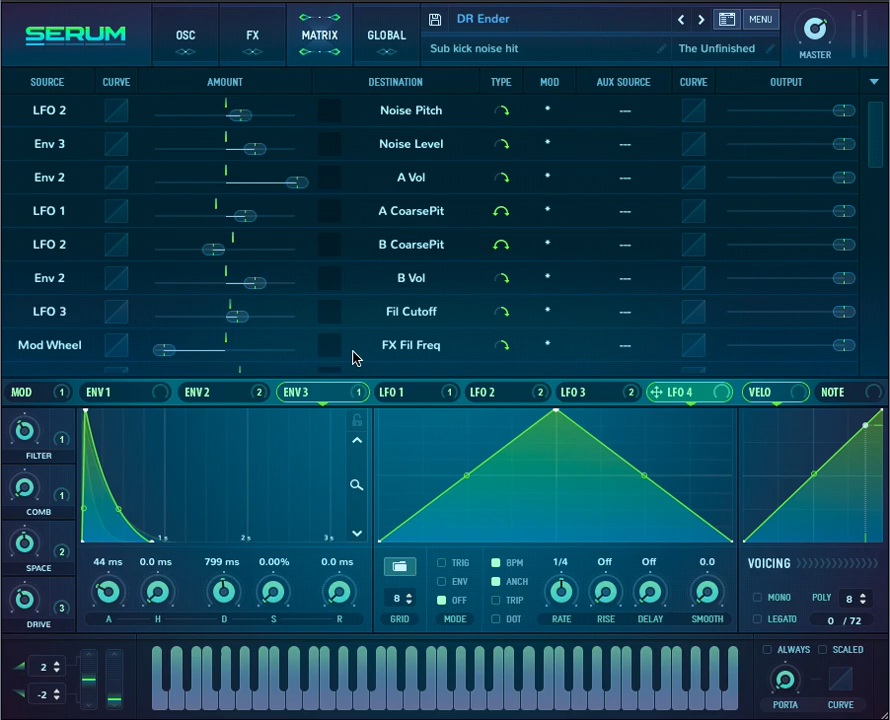 SERUM
OSC
FX
MATRIX
GLOBAL
DR Ender
MENU
Sub kick noise hit
The Unfinished
MASTER
SOURCE CURVE AMOUNT DESTINATION TYPE MOD AUX SOURCE CURVE OUTPUT
LFO 2 Noise Pitch * ---
Env 3 Noise Level * ---
Env 2 A Vol * ---
LFO 1 A CoarsePit * ---
LFO 2 B CoarsePit * ---
Env 2 B Vol * ---
LFO 3 Fil Cutoff * ---
Mod Wheel FX Fil Freq * ---
MOD 1 ENV 1 ENV 2 2 ENV 3 1 LFO 1 1 LFO 2 2 LFO 3 2 LFO 4 VELO NOTE
1
FILTER
1
COMB
2
SPACE
3
DRIVE
1 s 2 s 3 s
44 ms 0.0 ms 799 ms 0.00% 0.0 ms
A H D S R
8
GRID
TRIG
ENV
OFF
MODE
BPM
ANCH
TRIP
DOT
1/4 Off Off 0.0
RATE RISE DELAY SMOOTH
VOICING
MONO POLY 8
LEGATO 0 / 72
2
-2
ALWAYS SCALED
PORTA CURVE